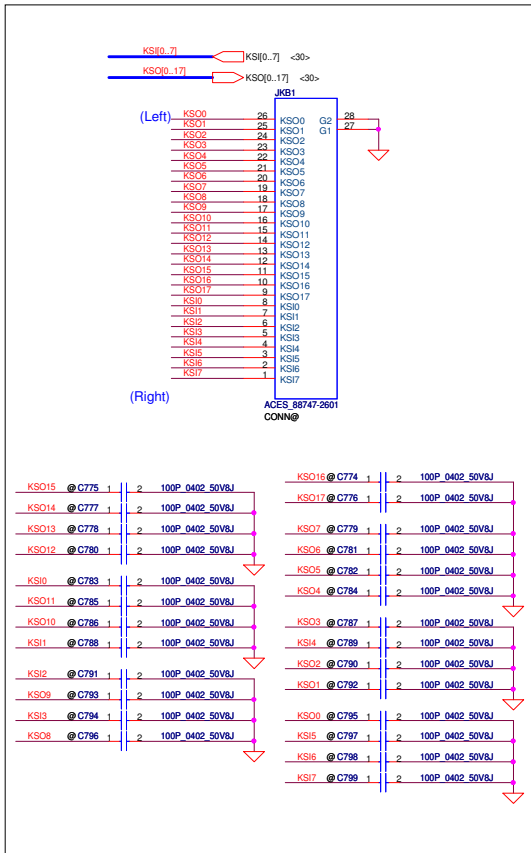 KSI[0..7] KSI[0..7] <30>
KSO[0..17] KSO[0..17] <30>
JKB1
(Left) KSO0 26 KSO0 G2 28
KSO1 25 KSO1 G1 27
KSO2 24 KSO2
KSO3 23 KSO3
KSO4 22 KSO4
KSO5 21 KSO5
KSO6 20 KSO6
KSO7 19 KSO7
KSO8 18 KSO8
KSO9 17 KSO9
KSO10 16 KSO10
KSO11 15 KSO11
KSO12 14 KSO12
KSO13 13 KSO13
KSO14 12 KSO14
KSO15 11 KSO15
KSO16 10 KSO16
KSO17 9 KSO17
KSI0 8 KSI0
KSI1 7 KSI1
KSI2 6 KSI2
KSI3 5 KSI3
KSI4 4 KSI4
KSI5 3 KSI5
KSI6 2 KSI6
KSI7 1 KSI7
(Right)
ACES_88747-2601
CONN@
KSO15 @ C775 1 2 100P_0402_50V8J
KSO14 @ C777 1 2 100P_0402_50V8J
KSO13 @ C778 1 2 100P_0402_50V8J
KSO12 @ C780 1 2 100P_0402_50V8J
KSI0 @ C783 1 2 100P_0402_50V8J
KSO11 @ C785 1 2 100P_0402_50V8J
KSO10 @ C786 1 2 100P_0402_50V8J
KSI1 @ C788 1 2 100P_0402_50V8J
KSI2 @ C791 1 2 100P_0402_50V8J
KSO9 @ C793 1 2 100P_0402_50V8J
KSI3 @ C794 1 2 100P_0402_50V8J
KSO8 @ C796 1 2 100P_0402_50V8J
KSO16 @ C774 1 2 100P_0402_50V8J
KSO17 @ C776 1 2 100P_0402_50V8J
KSO7 @ C779 1 2 100P_0402_50V8J
KSO6 @ C781 1 2 100P_0402_50V8J
KSO5 @ C782 1 2 100P_0402_50V8J
KSO4 @ C784 1 2 100P_0402_50V8J
KSO3 @ C787 1 2 100P_0402_50V8J
KSI4 @ C789 1 2 100P_0402_50V8J
KSO2 @ C790 1 2 100P_0402_50V8J
KSO1 @ C792 1 2 100P_0402_50V8J
KSO0 @ C795 1 2 100P_0402_50V8J
KSI5 @ C797 1 2 100P_0402_50V8J
KSI6 @ C798 1 2 100P_0402_50V8J
KSI7 @ C799 1 2 100P_0402_50V8J